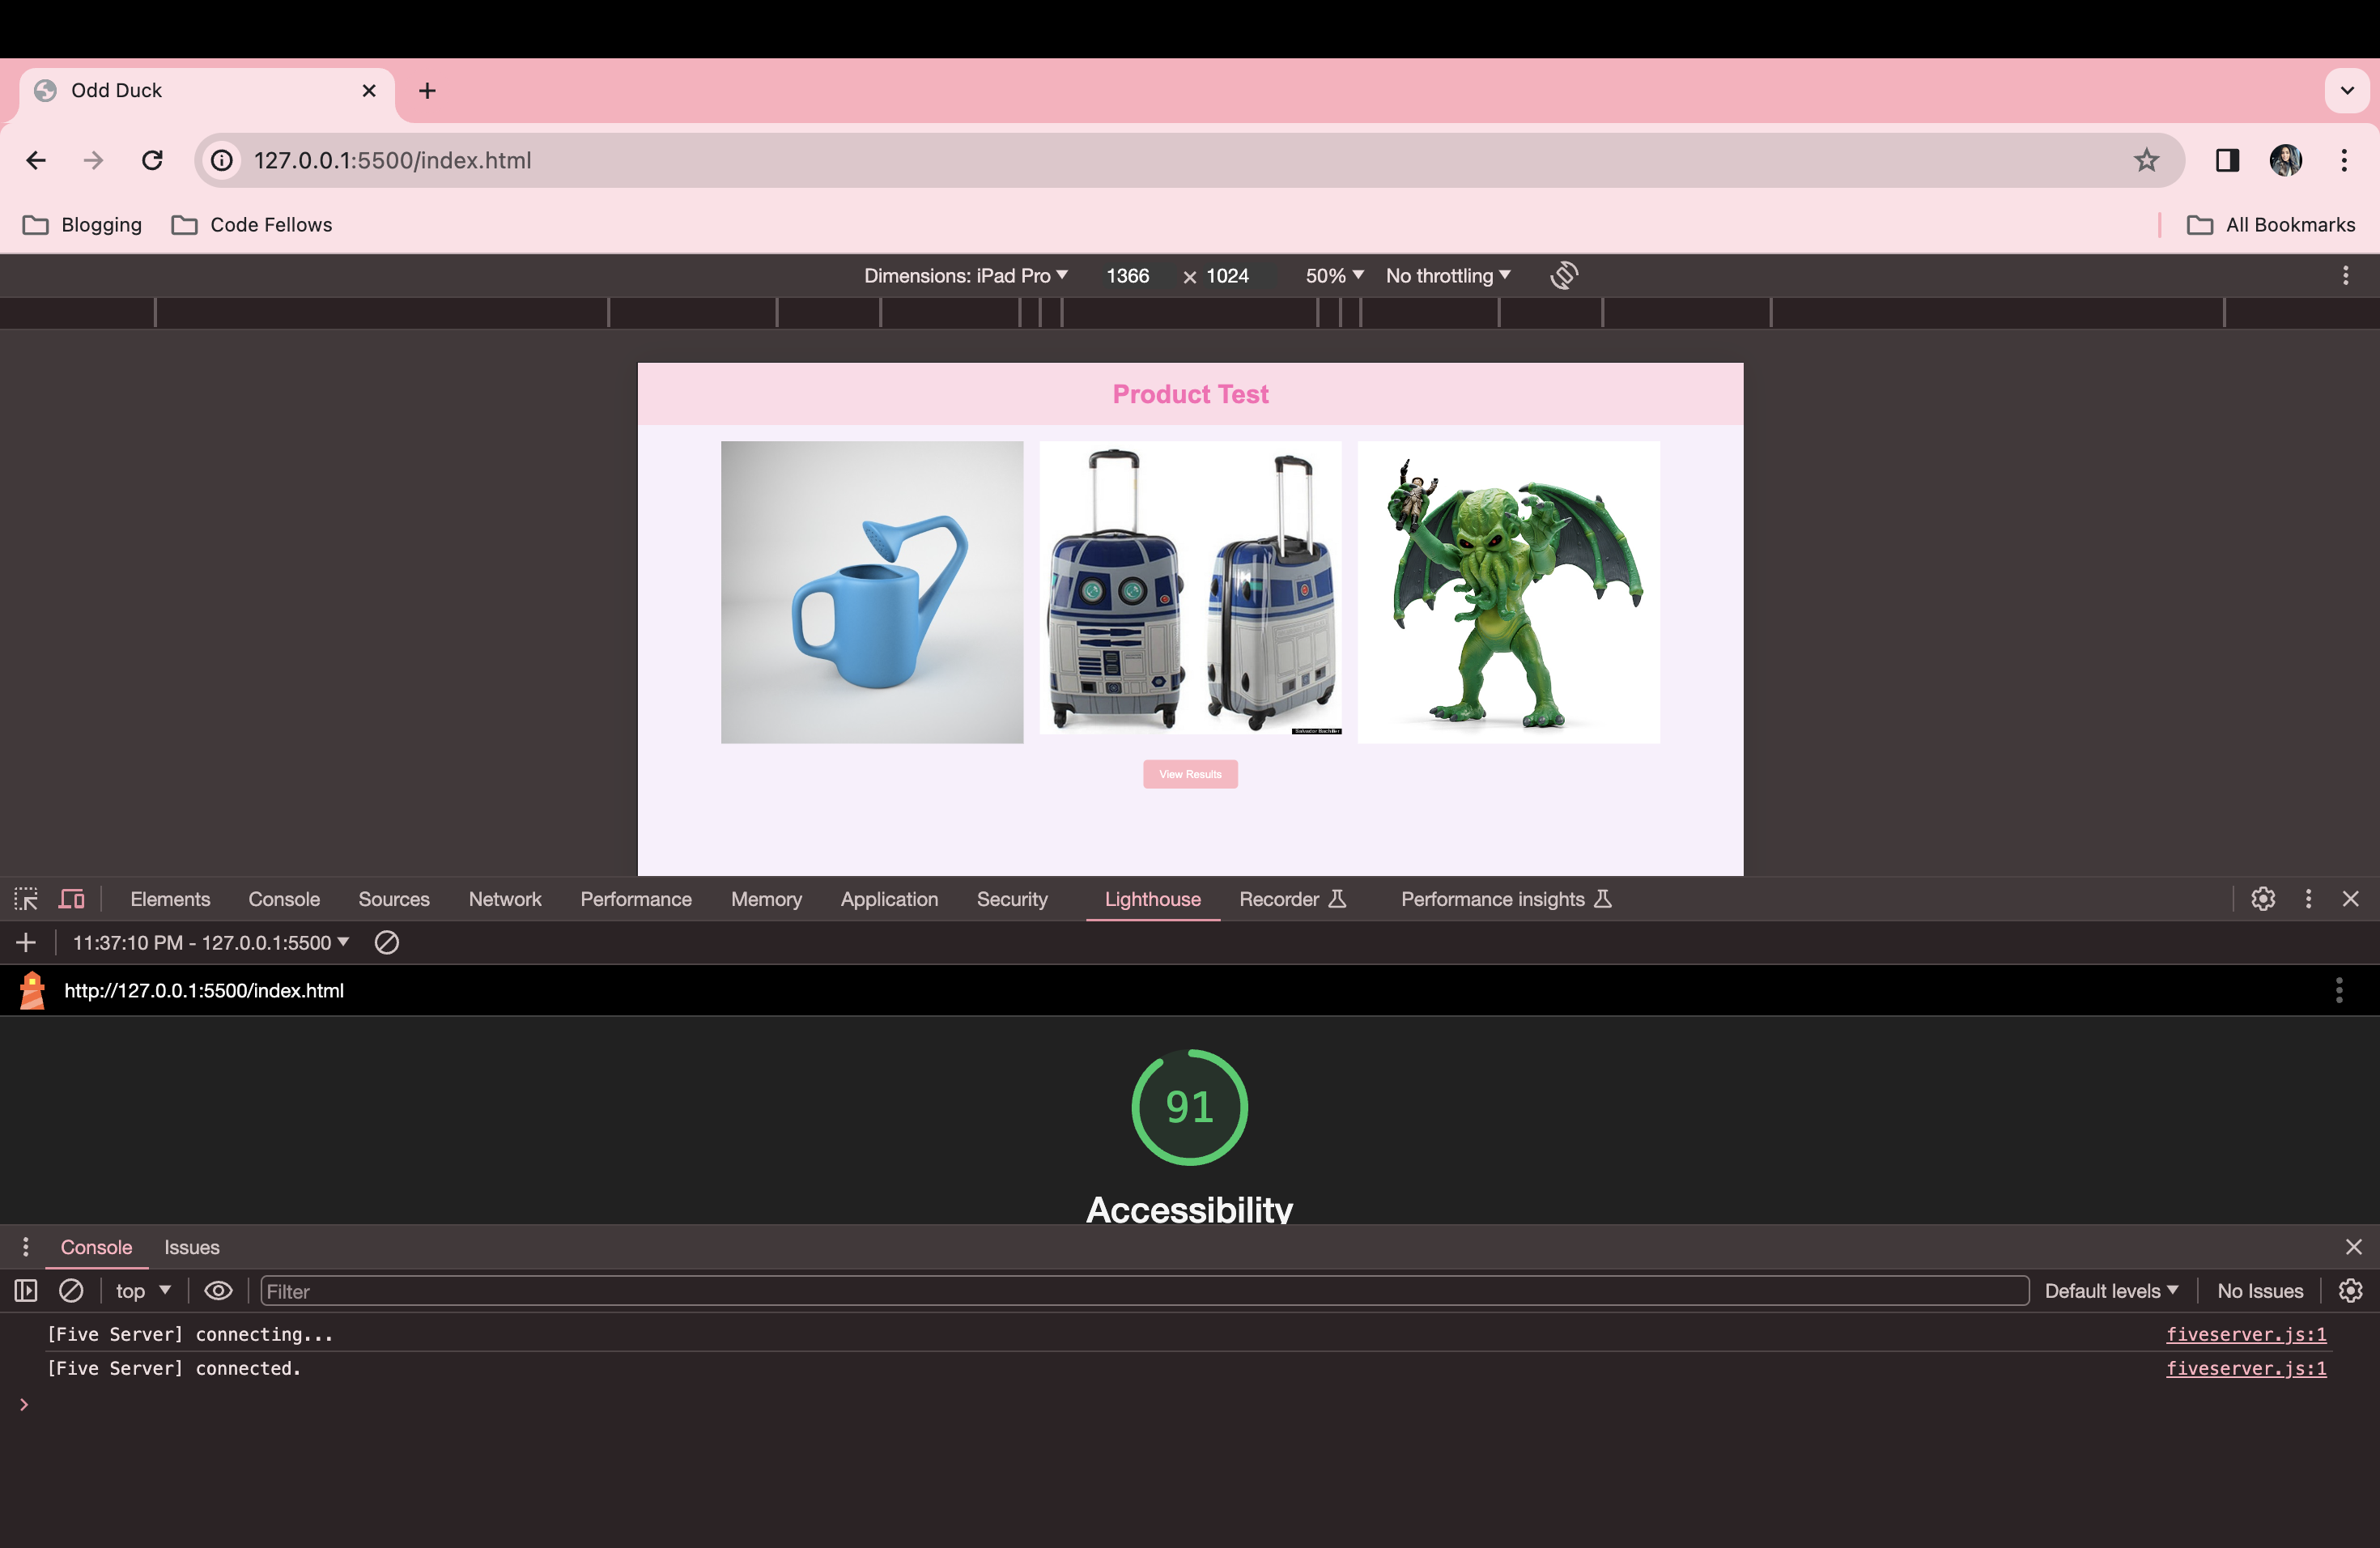 Odd Duck
127.0.0.1:5500/index.html
Blogging Code Fellows All Bookmarks
Dimensions: iPad Pro 1366 × 1024 50% No throttling
Product Test
Salvador Bachiller
View Results
Elements Console Sources Network Performance Memory Application Security Lighthouse Recorder Performance insights
11:37:10 PM - 127.0.0.1:5500
http://127.0.0.1:5500/index.html
91
Accessibility
Console Issues
top Filter Default levels No Issues
[Five Server] connecting... fiveserver.js:1
[Five Server] connected. fiveserver.js:1